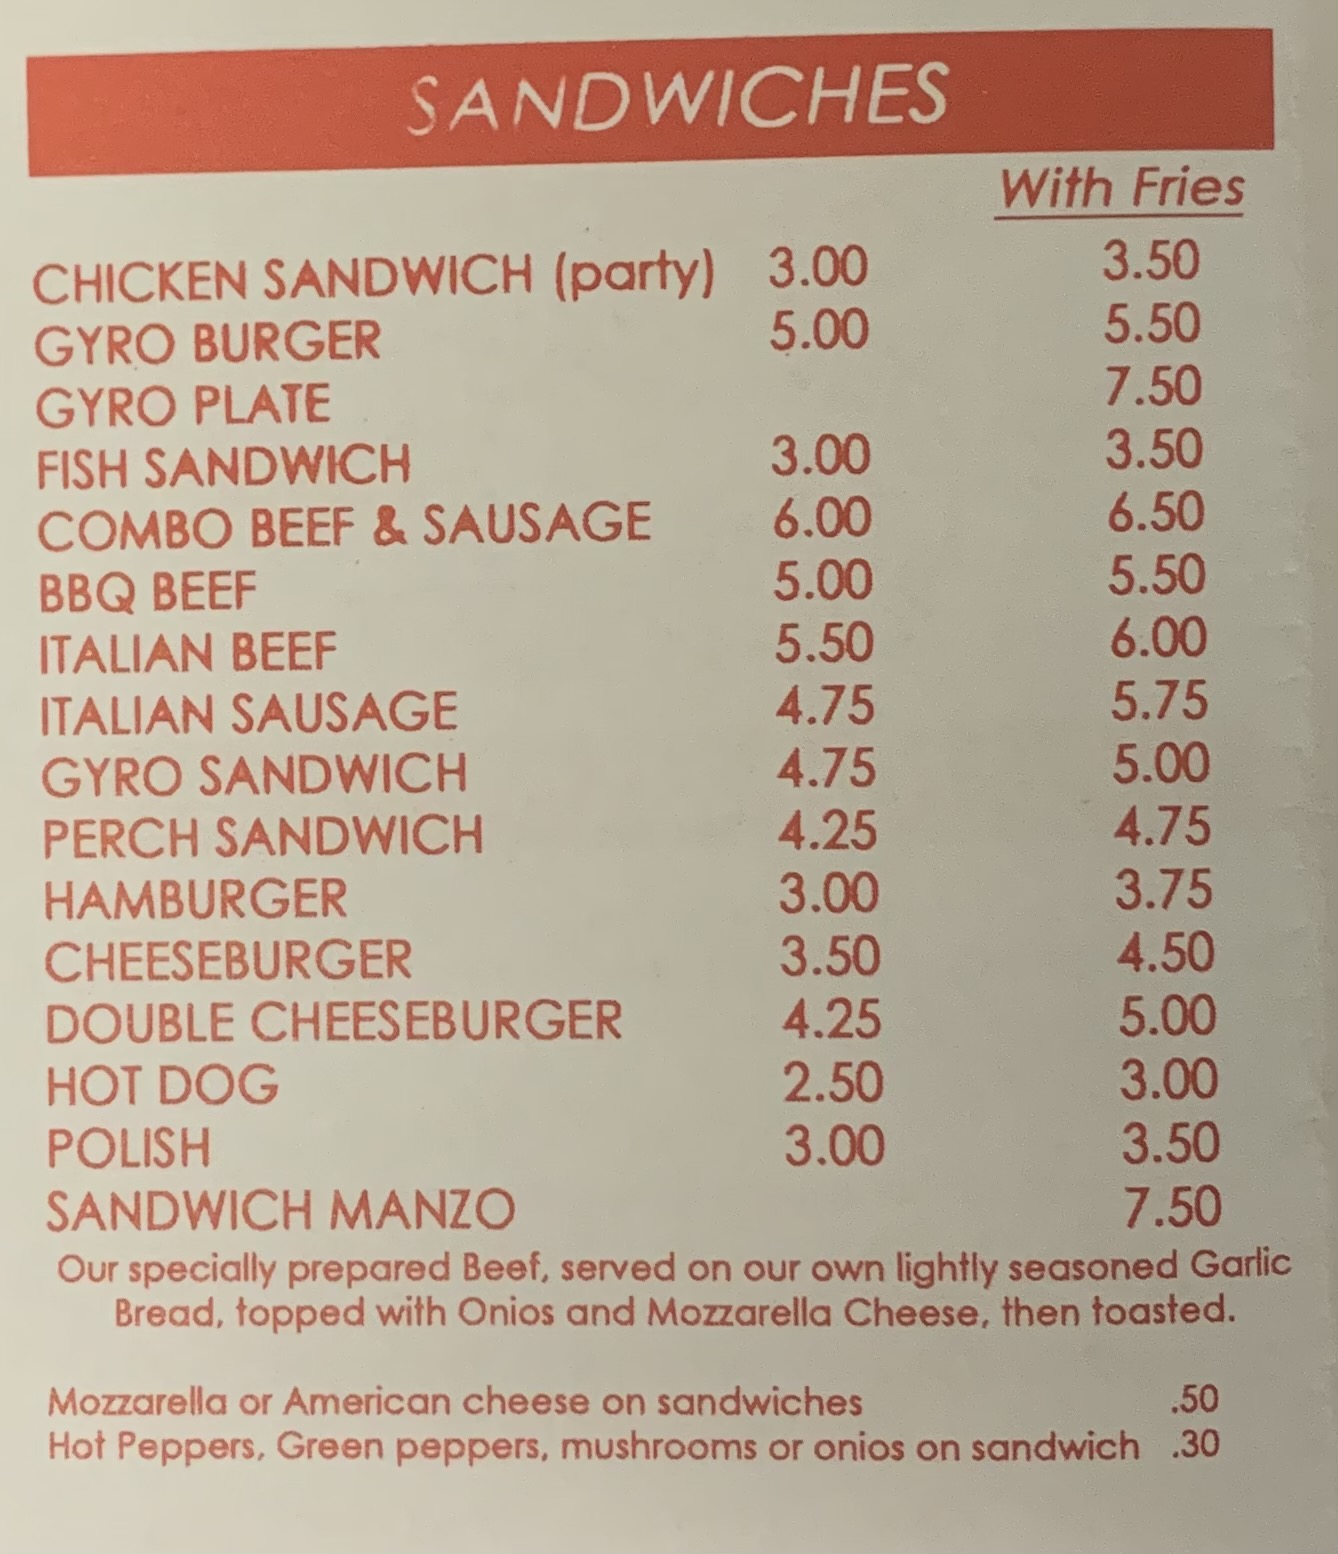 SANDWICHES
With Fries
CHICKEN SANDWICH (party) 3.00 3.50
GYRO BURGER 5.00 5.50
GYRO PLATE 7.50
FISH SANDWICH 3.00 3.50
COMBO BEEF & SAUSAGE 6.00 6.50
BBQ BEEF 5.00 5.50
ITALIAN BEEF 5.50 6.00
ITALIAN SAUSAGE 4.75 5.75
GYRO SANDWICH 4.75 5.00
PERCH SANDWICH 4.25 4.75
HAMBURGER 3.00 3.75
CHEESEBURGER 3.50 4.50
DOUBLE CHEESEBURGER 4.25 5.00
HOT DOG 2.50 3.00
POLISH 3.00 3.50
SANDWICH MANZO 7.50
Our specially prepared Beef, served on our own lightly seasoned Garlic
Bread, topped with Onios and Mozzarella Cheese, then toasted.
Mozzarella or American cheese on sandwiches .50
Hot Peppers, Green peppers, mushrooms or onios on sandwich .30